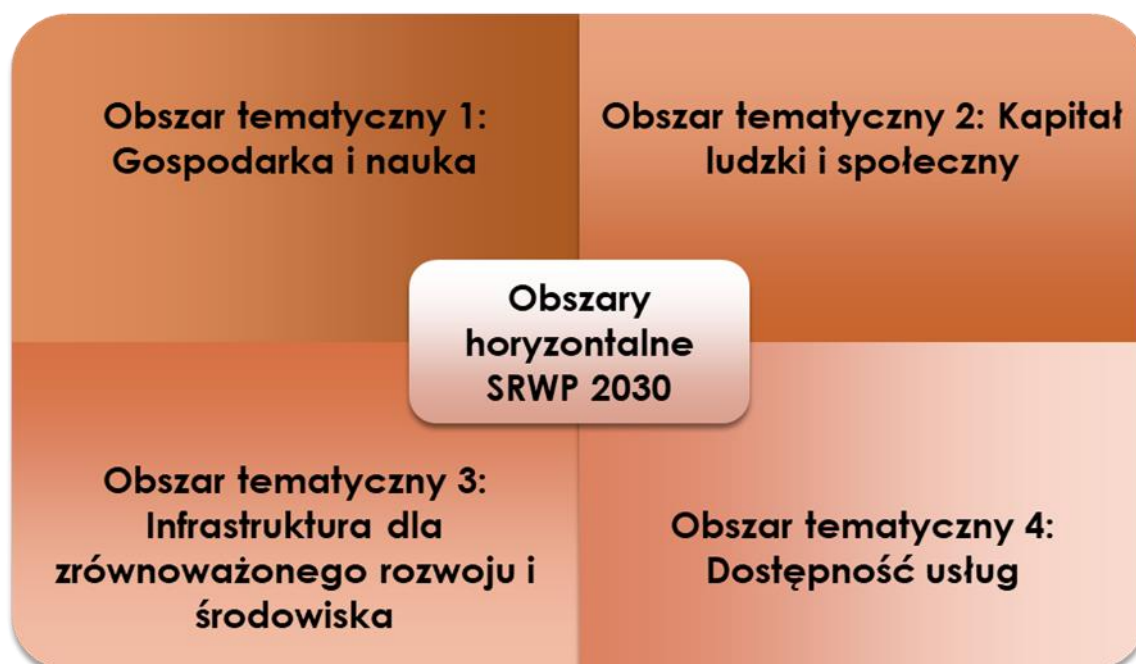 Obszar tematyczny 1:
Gospodarka i nauka
Obszar tematyczny 2: Kapitał
ludzki i społeczny
Obszary
horyzontalne
SRWP 2030
Obszar tematyczny 3:
Infrastruktura dla
zrównoważonego rozwoju i
środowiska
Obszar tematyczny 4:
Dostępność usług